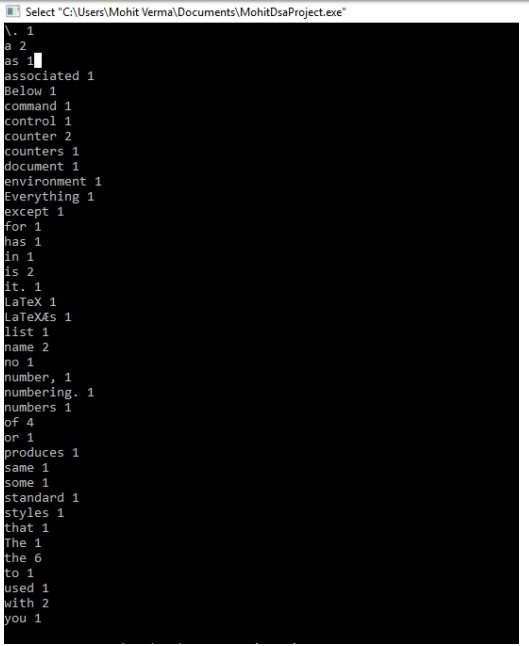 Select "C:\Users\Mohit Verma\Documents\MohitDsaProject.exe"
\. 1
a 2
as 1
associated 1
Below 1
command 1
control 1
counter 2
counters 1
document 1
environment 1
Everything 1
except 1
for 1
has 1
in 1
is 2
it. 1
LaTeX 1
LaTeXÆs 1
list 1
name 2
no 1
number, 1
numbering. 1
numbers 1
of 4
or 1
produces 1
same 1
some 1
standard 1
styles 1
that 1
The 1
the 6
to 1
used 1
with 2
you 1